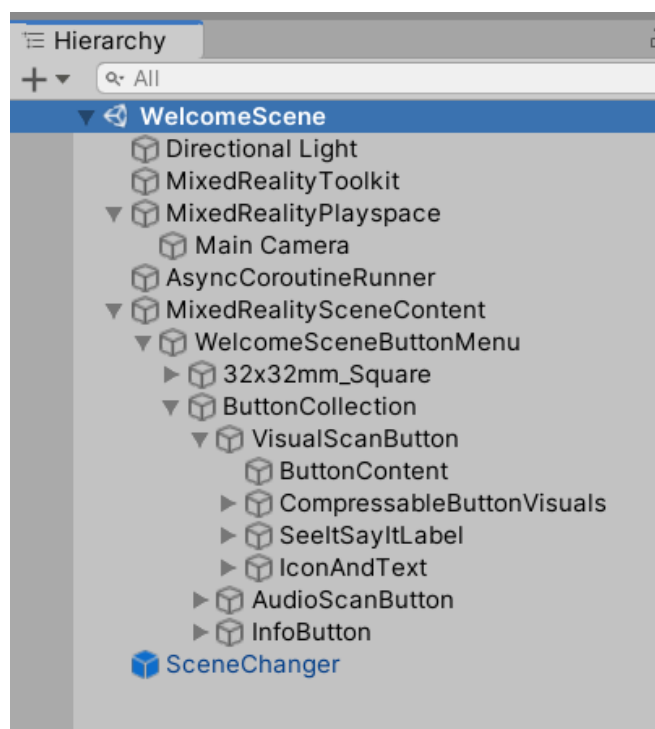 Hierarchy
All
WelcomeScene
Directional Light
MixedRealityToolkit
MixedRealityPlayspace
Main Camera
AsyncCoroutineRunner
MixedRealitySceneContent
WelcomeSceneButtonMenu
32x32mm_Square
ButtonCollection
VisualScanButton
ButtonContent
CompressableButtonVisuals
SeeItSayItLabel
IconAndText
AudioScanButton
InfoButton
SceneChanger